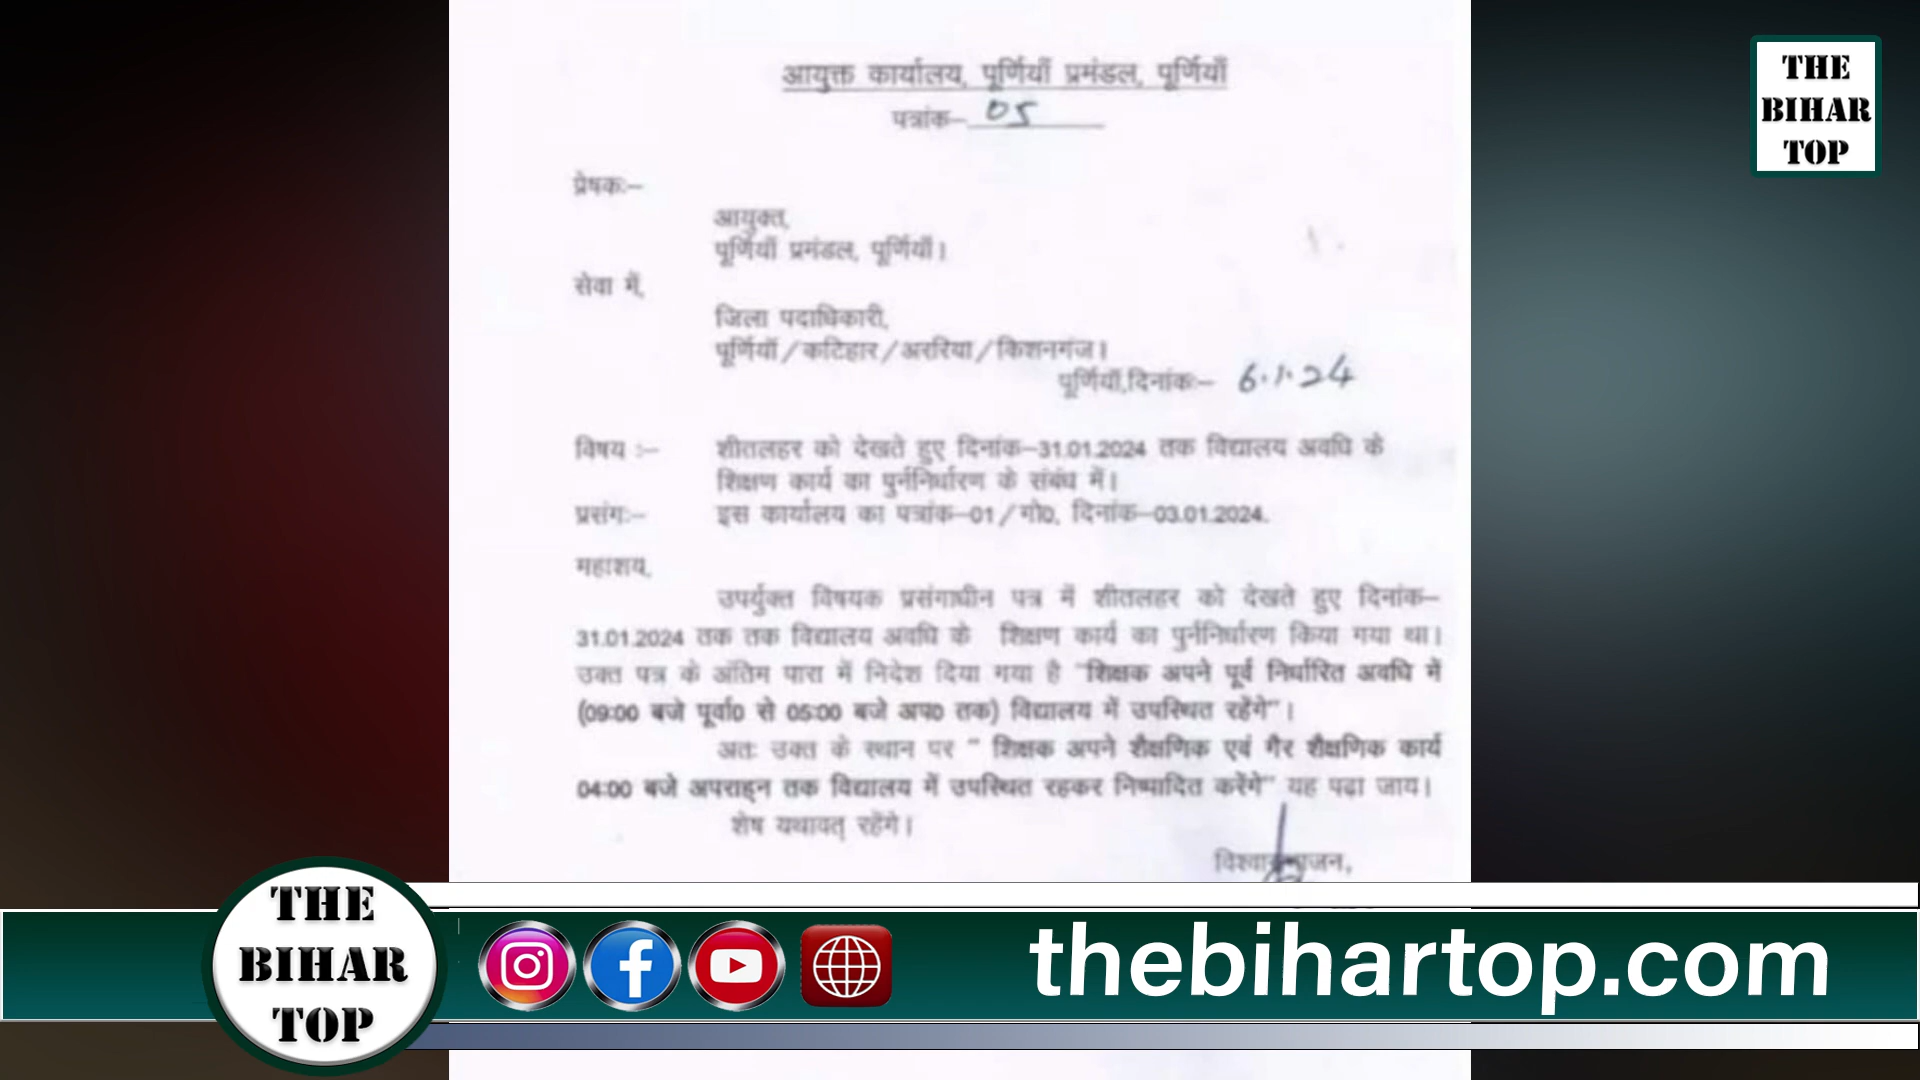 आयुक्त कार्यालय, पूर्णियाँ प्रमंडल, पूर्णियाँ
पत्रांक– 05
प्रेषकः–
आयुक्त,
पूर्णियाँ प्रमंडल, पूर्णियाँ।
सेवा में,
जिला पदाधिकारी,
पूर्णियाँ/कटिहार/अररिया/किशनगंज।
पूर्णियाँ,दिनांकः– 6.1.24
विषय :– शीतलहर को देखते हुए दिनांक–31.01.2024 तक विद्यालय अवधि के
शिक्षण कार्य का पुर्ननिर्धारण के संबंध में।
प्रसंगः– इस कार्यालय का पत्रांक–01/गो0, दिनांक–03.01.2024.
महाशय,
उपर्युक्त विषयक प्रसंगाधीन पत्र में शीतलहर को देखते हुए दिनांक–
31.01.2024 तक तक विद्यालय अवधि के शिक्षण कार्य का पुर्ननिर्धारण किया गया था।
उक्त पत्र के अंतिम पारा में निदेश दिया गया है "शिक्षक अपने पूर्व निर्धारित अवधि में
(09:00 बजे पूर्वा0 से 05:00 बजे अप0 तक) विद्यालय में उपस्थित रहेंगे"।
अतः उक्त के स्थान पर " शिक्षक अपने शैक्षणिक एवं गैर शैक्षणिक कार्य
04:00 बजे अपराह्न तक विद्यालय में उपस्थित रहकर निष्पादित करेंगे" यह पढ़ा जाय।
शेष यथावत् रहेंगे।
THE
BIHAR
TOP
THE
BIHAR
TOP
thebihartop.com